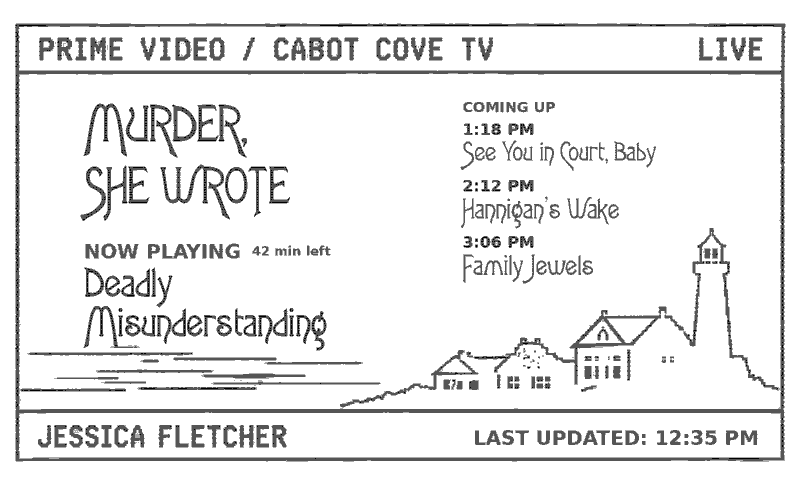 PRIME VIDEO / CABOT COVE TV
LIVE
MURDER,
SHE WROTE
NOW PLAYING 42 min left
Deadly
Misunderstanding
COMING UP
1:18 PM
See You in Court, Baby
2:12 PM
Hannigan's Wake
3:06 PM
Family Jewels
JESSICA FLETCHER
LAST UPDATED: 12:35 PM